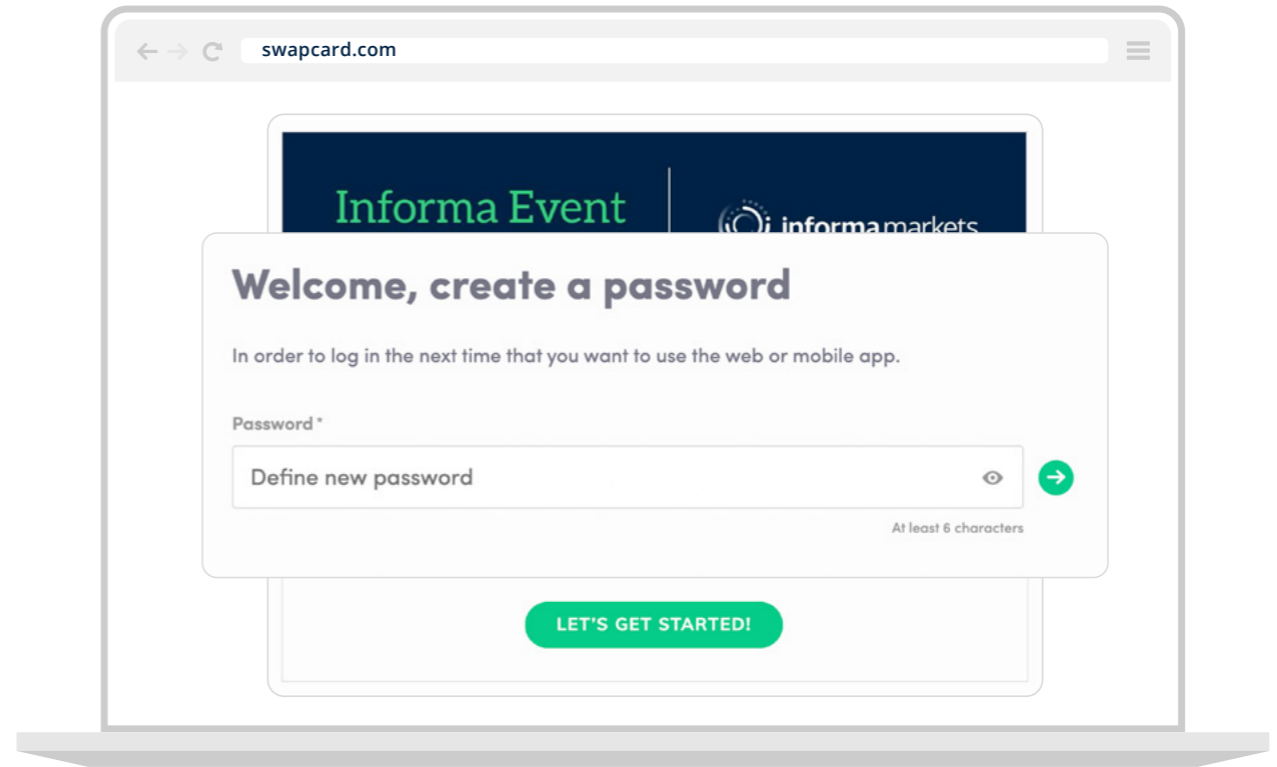 swapcard.com
Informa Event
informa markets
Welcome, create a password
In order to log in the next time that you want to use the web or mobile app.
Password *
Define new password
At least 6 characters
LET'S GET STARTED!